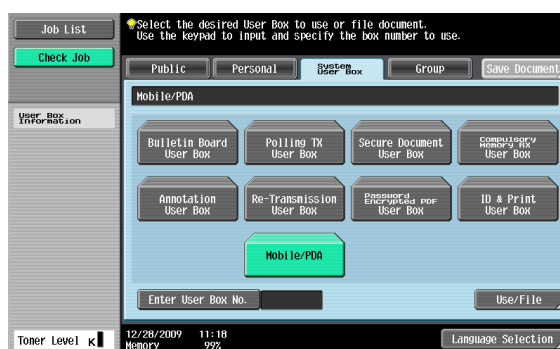 Job List
Check Job
User Box
Information
Select the desired User Box to use or file document.
Use the keypad to input and specify the box number to use.
Public
Personal
System
User Box
Group
Save Document
Mobile/PDA
Bulletin Board
User Box
Polling TX
User Box
Secure Document
User Box
Compulsory
Memory RX
User Box
Annotation
User Box
Re-Transmission
User Box
Password
Encrypted PDF
User Box
ID & Print
User Box
Mobile/PDA
Enter User Box No.
Use/File
Toner Level K
12/28/2009 11:18
Memory 99%
Language Selection